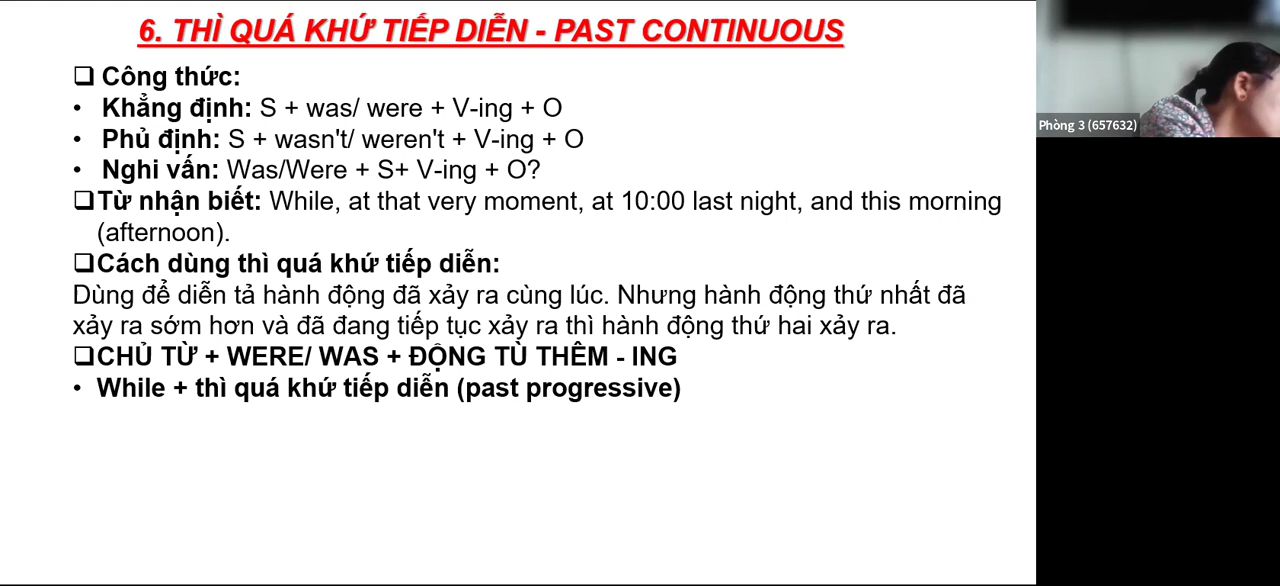 6. THÌ QUÁ KHỨ TIẾP DIỄN - PAST CONTINUOUS
❑ Công thức:
• Khẳng định: S + was/ were + V-ing + O
• Phủ định: S + wasn't/ weren't + V-ing + O
• Nghi vấn: Was/Were + S+ V-ing + O?
❑Từ nhận biết: While, at that very moment, at 10:00 last night, and this morning
(afternoon).
❑Cách dùng thì quá khứ tiếp diễn:
Dùng để diễn tả hành động đã xảy ra cùng lúc. Nhưng hành động thứ nhất đã
xảy ra sớm hơn và đã đang tiếp tục xảy ra thì hành động thứ hai xảy ra.
❑CHỦ TỪ + WERE/ WAS + ĐỘNG TÙ THÊM - ING
• While + thì quá khứ tiếp diễn (past progressive)
Phòng 3 (657632)